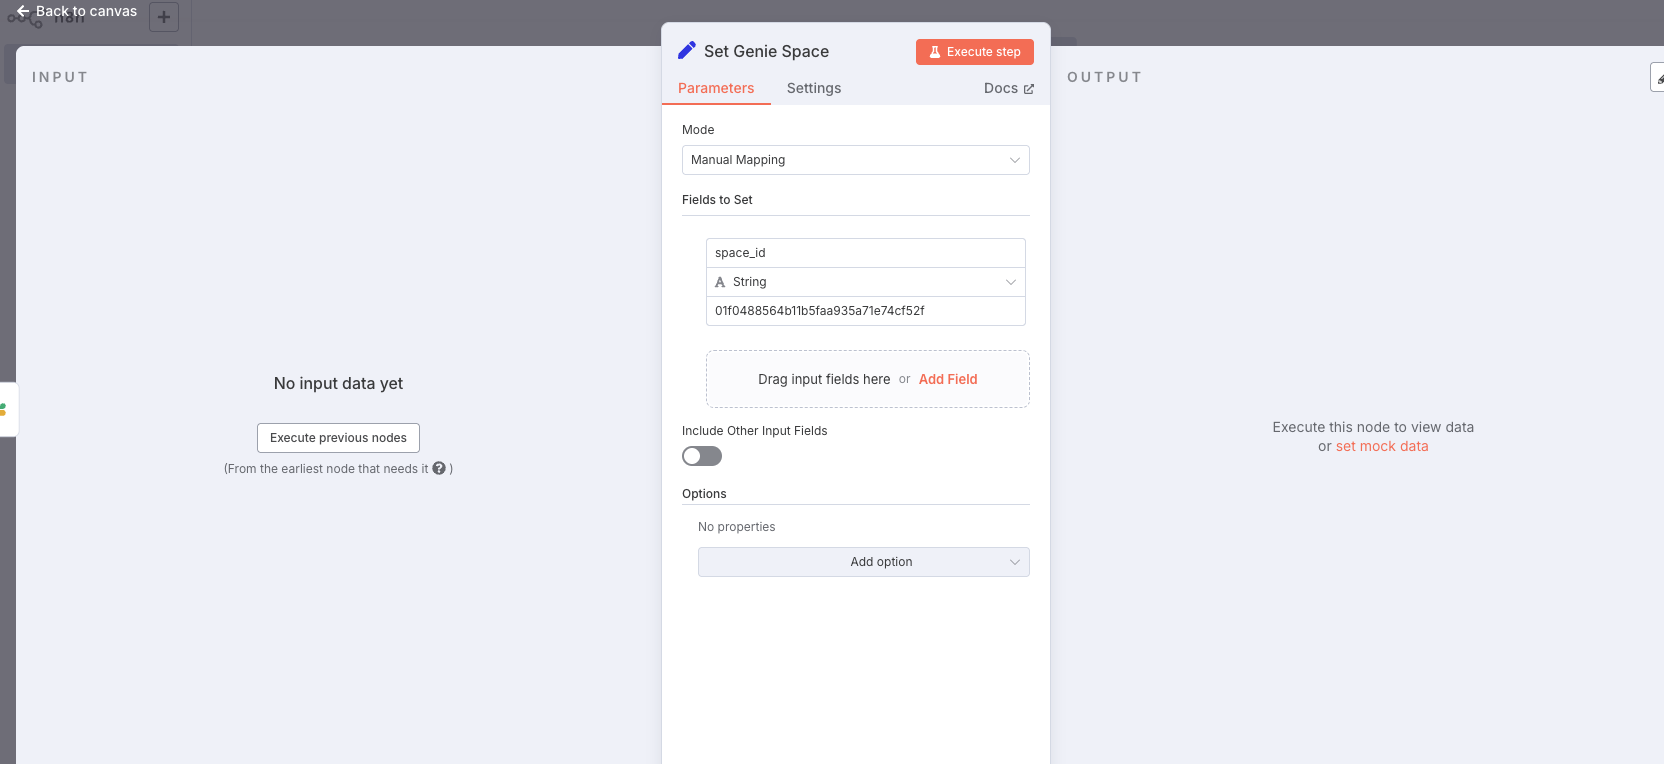 Back to canvas
n8n
INPUT
No input data yet
Execute previous nodes
(From the earliest node that needs it ? )
Set Genie Space
Execute step
Parameters
Settings
Docs
Mode
Manual Mapping
Fields to Set
space_id
A String
01f0488564b11b5faa935a71e74cf52f
Drag input fields here or Add Field
Include Other Input Fields
Options
No properties
Add option
OUTPUT
Execute this node to view data
or set mock data